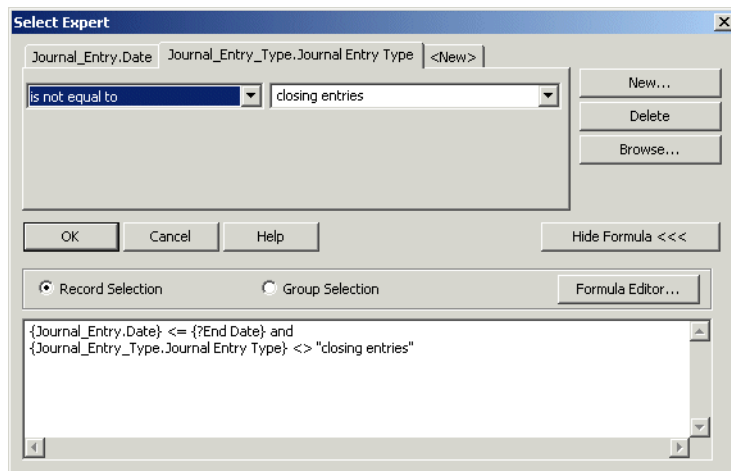 Select Expert
Journal_Entry.Date Journal_Entry_Type.Journal Entry Type <New>
is not equal to closing entries
New...
Delete
Browse...
OK Cancel Help Hide Formula <<<
Record Selection Group Selection Formula Editor...
{Journal_Entry.Date} <= {?End Date} and
{Journal_Entry_Type.Journal Entry Type} <> "closing entries"